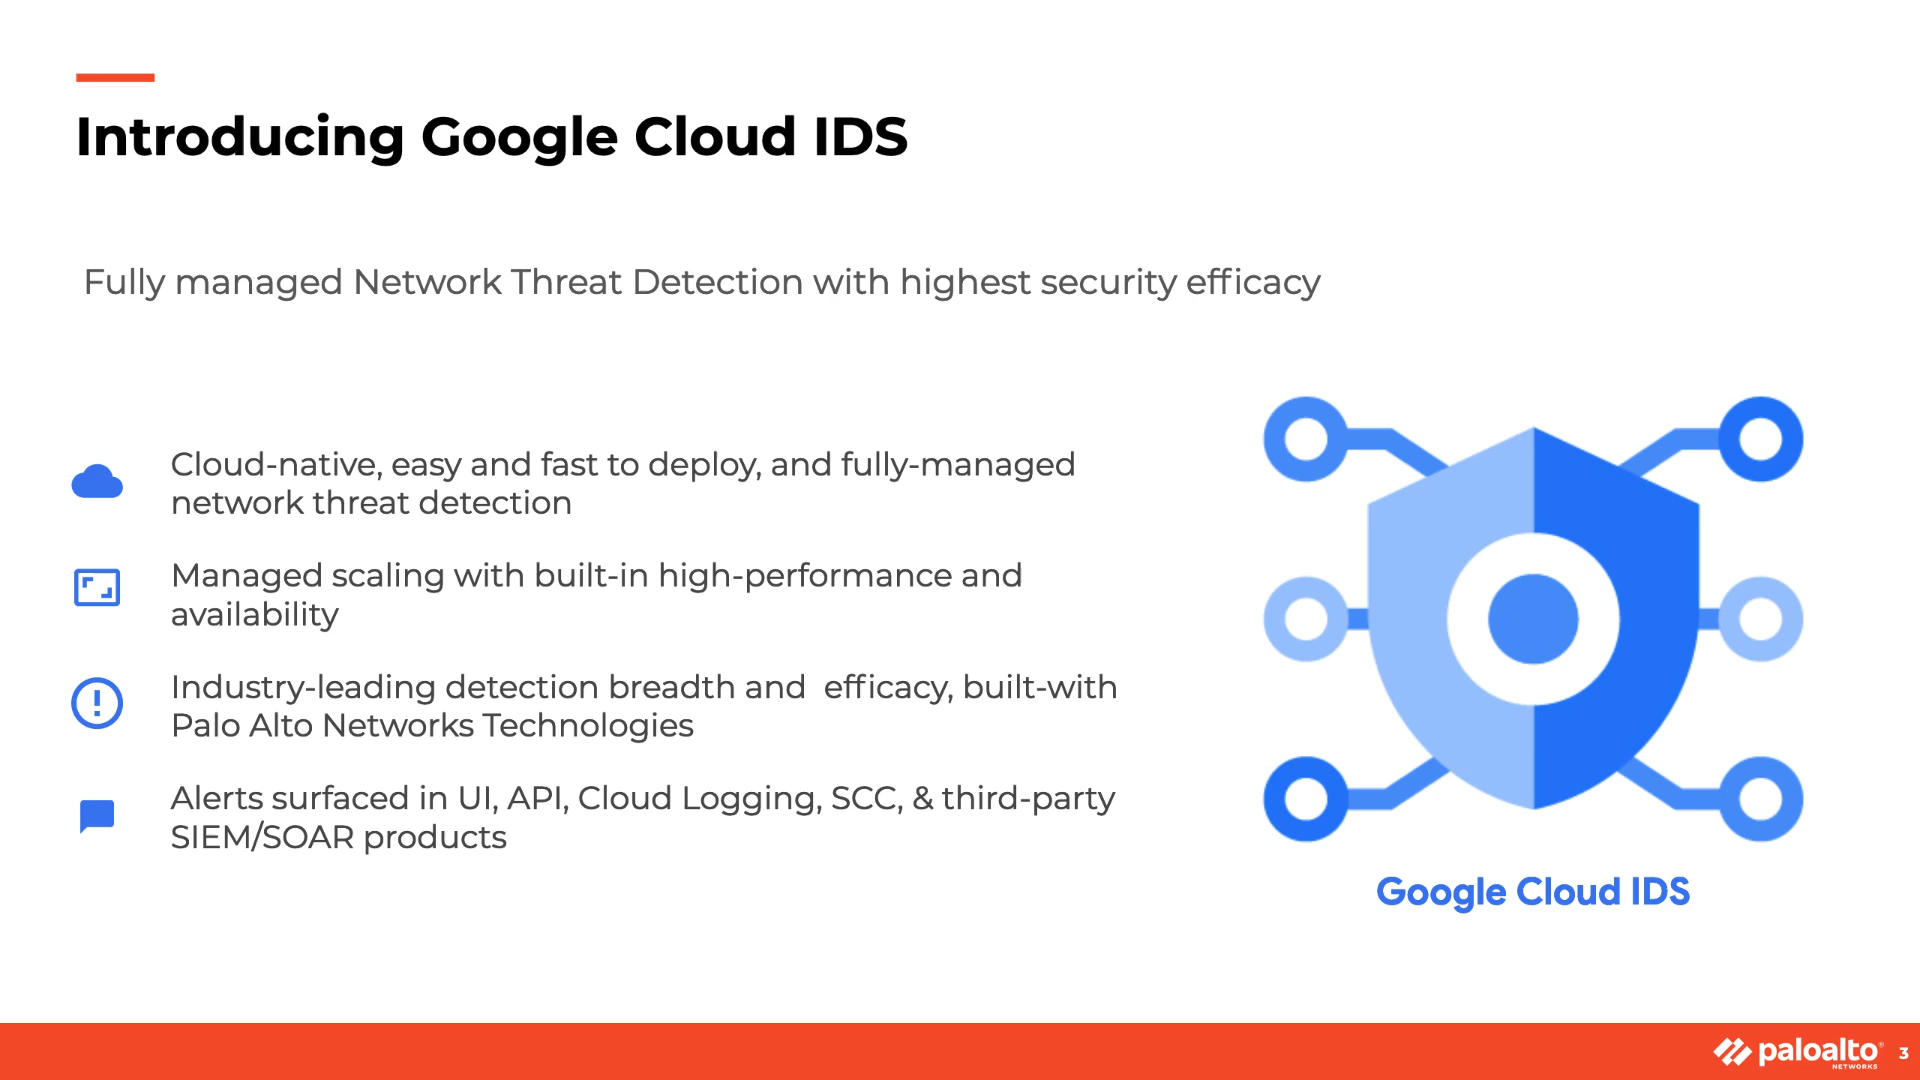 Introducing Google Cloud IDS
Fully managed Network Threat Detection with highest security efficacy
Cloud-native, easy and fast to deploy, and fully-managed
network threat detection
Managed scaling with built-in high-performance and
availability
Industry-leading detection breadth and  efficacy, built-with
Palo Alto Networks Technologies
Alerts surfaced in UI, API, Cloud Logging, SCC, & third-party
SIEM/SOAR products
Google Cloud IDS
paloalto®
NETWORKS
3